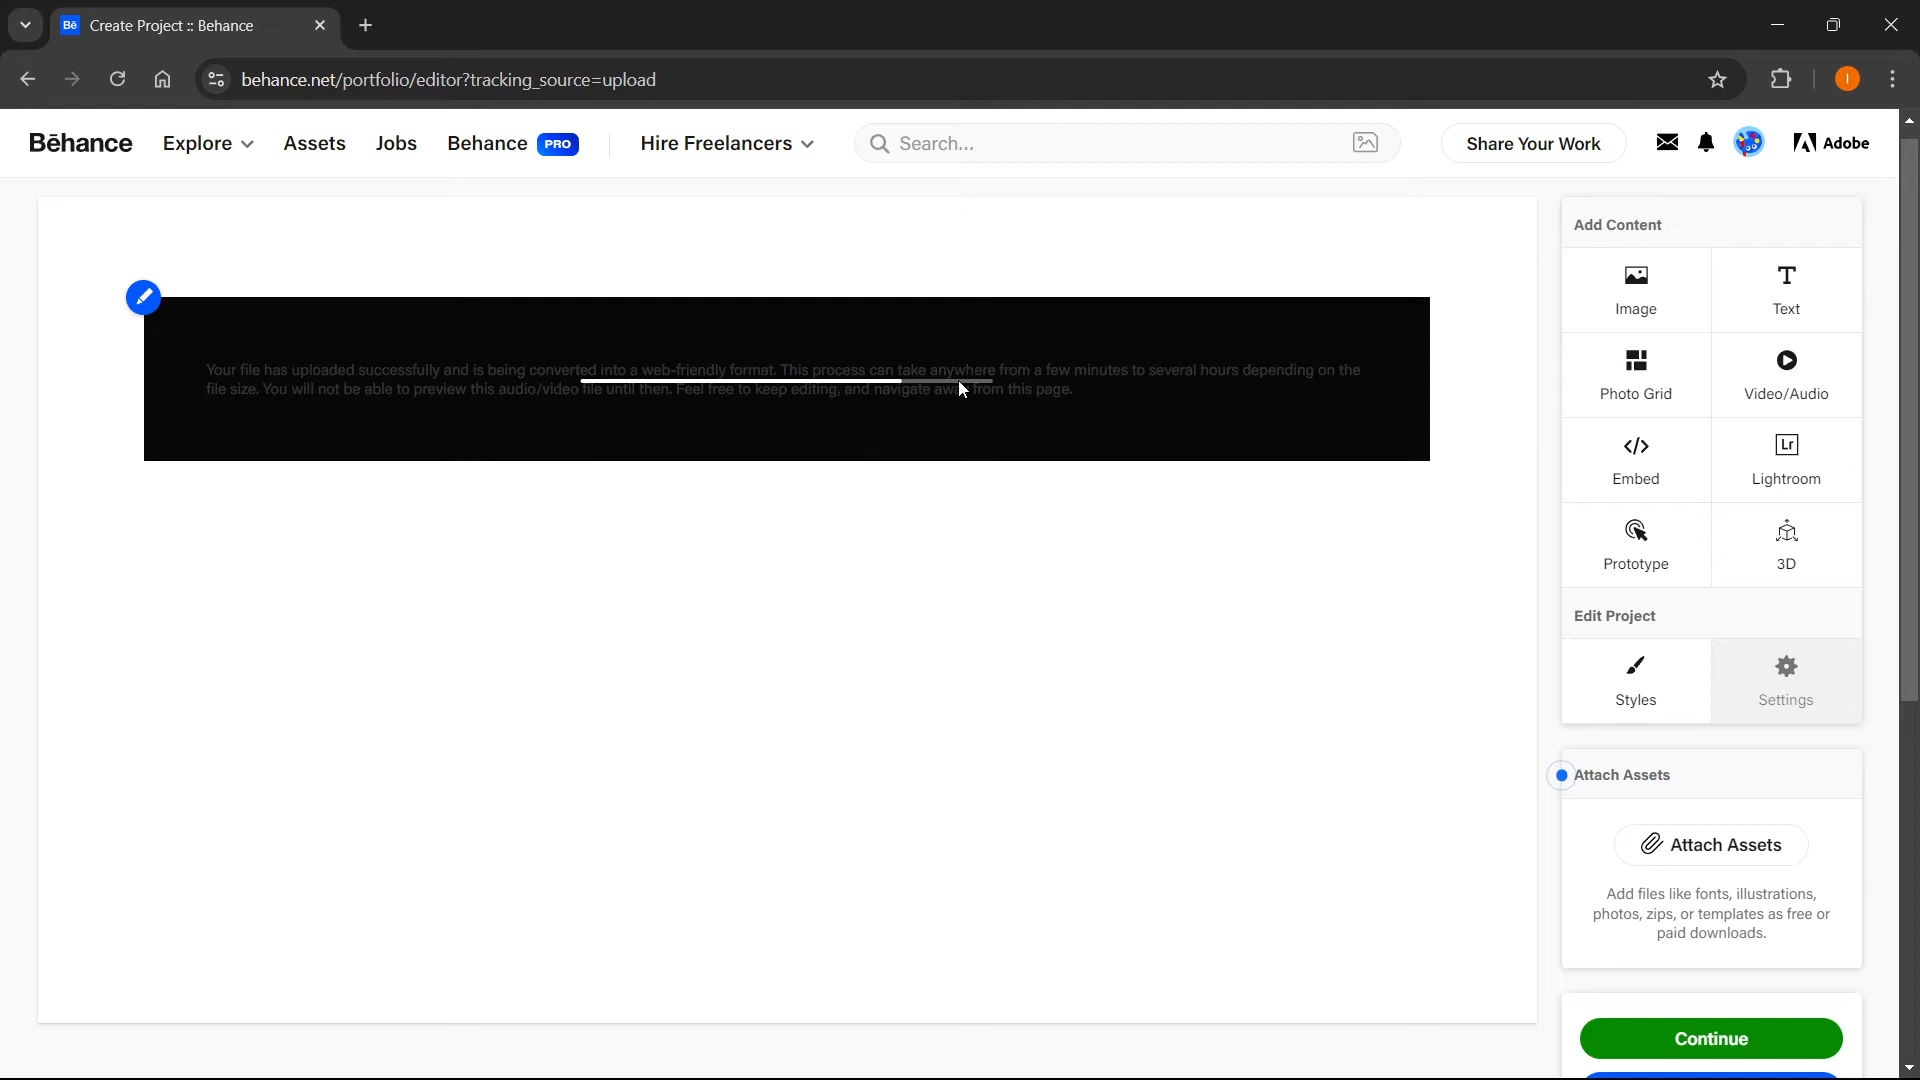 Bē Create Project :: Behance
behance.net/portfolio/editor?tracking_source=upload
I
Bēhance Explore Assets Jobs Behance PRO Hire Freelancers Search... Share Your Work Adobe
Add Content
Image Text
Your file has uploaded successfully and is being converted into a web-friendly format. This process can take anywhere from a few minutes to several hours depending on the
file size. You will not be able to preview this audio/video file until then. Feel free to keep editing, and navigate away from this page.
Photo Grid Video/Audio
Lr
Embed Lightroom
Prototype 3D
Edit Project
Styles Settings
Attach Assets
Attach Assets
Add files like fonts, illustrations,
photos, zips, or templates as free or
paid downloads.
Continue